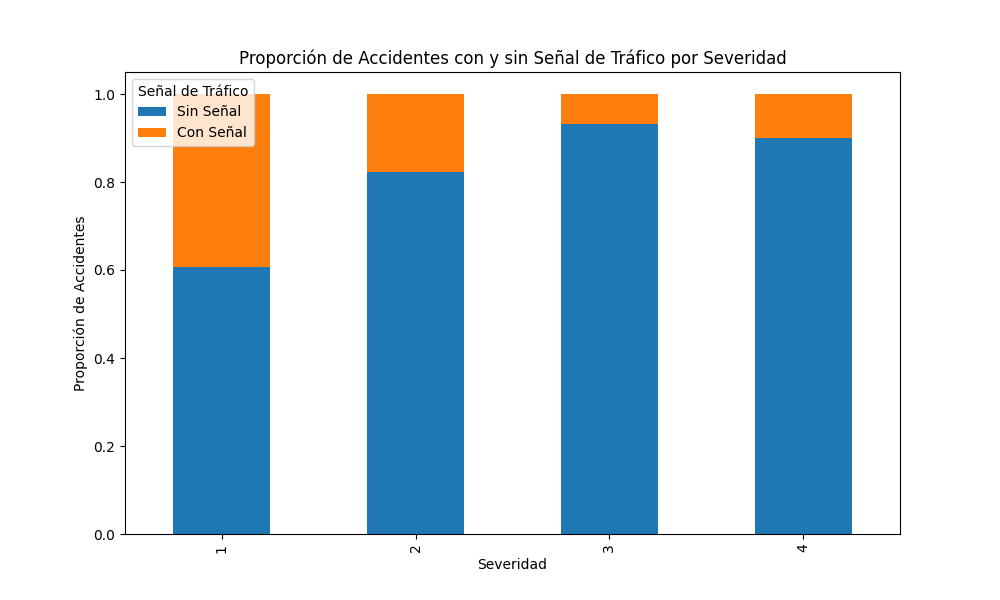 Proporción de Accidentes con y sin Señal de Tráfico por Severidad
Señal de Tráfico
Sin Señal
Con Señal
Proporción de Accidentes
1.0
0.8
0.6
0.4
0.2
0.0
1
2
3
4
Severidad